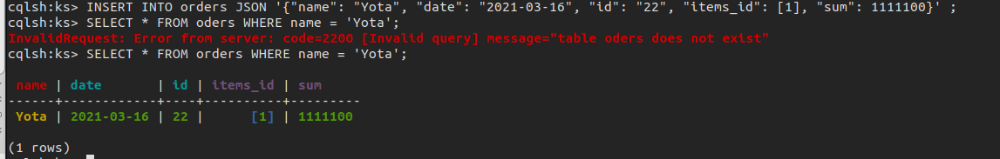 cqlsh:ks> INSERT INTO orders JSON '{"name": "Yota", "date": "2021-03-16", "id": "22", "items_id": [1], "sum": 1111100}' ;
cqlsh:ks> SELECT * FROM oders WHERE name = 'Yota';
InvalidRequest: Error from server: code=2200 [Invalid query] message="table oders does not exist"
cqlsh:ks> SELECT * FROM orders WHERE name = 'Yota';
 name | date       | id | items_id | sum
------+------------+----+----------+---------
 Yota | 2021-03-16 | 22 |      [1] | 1111100
(1 rows)